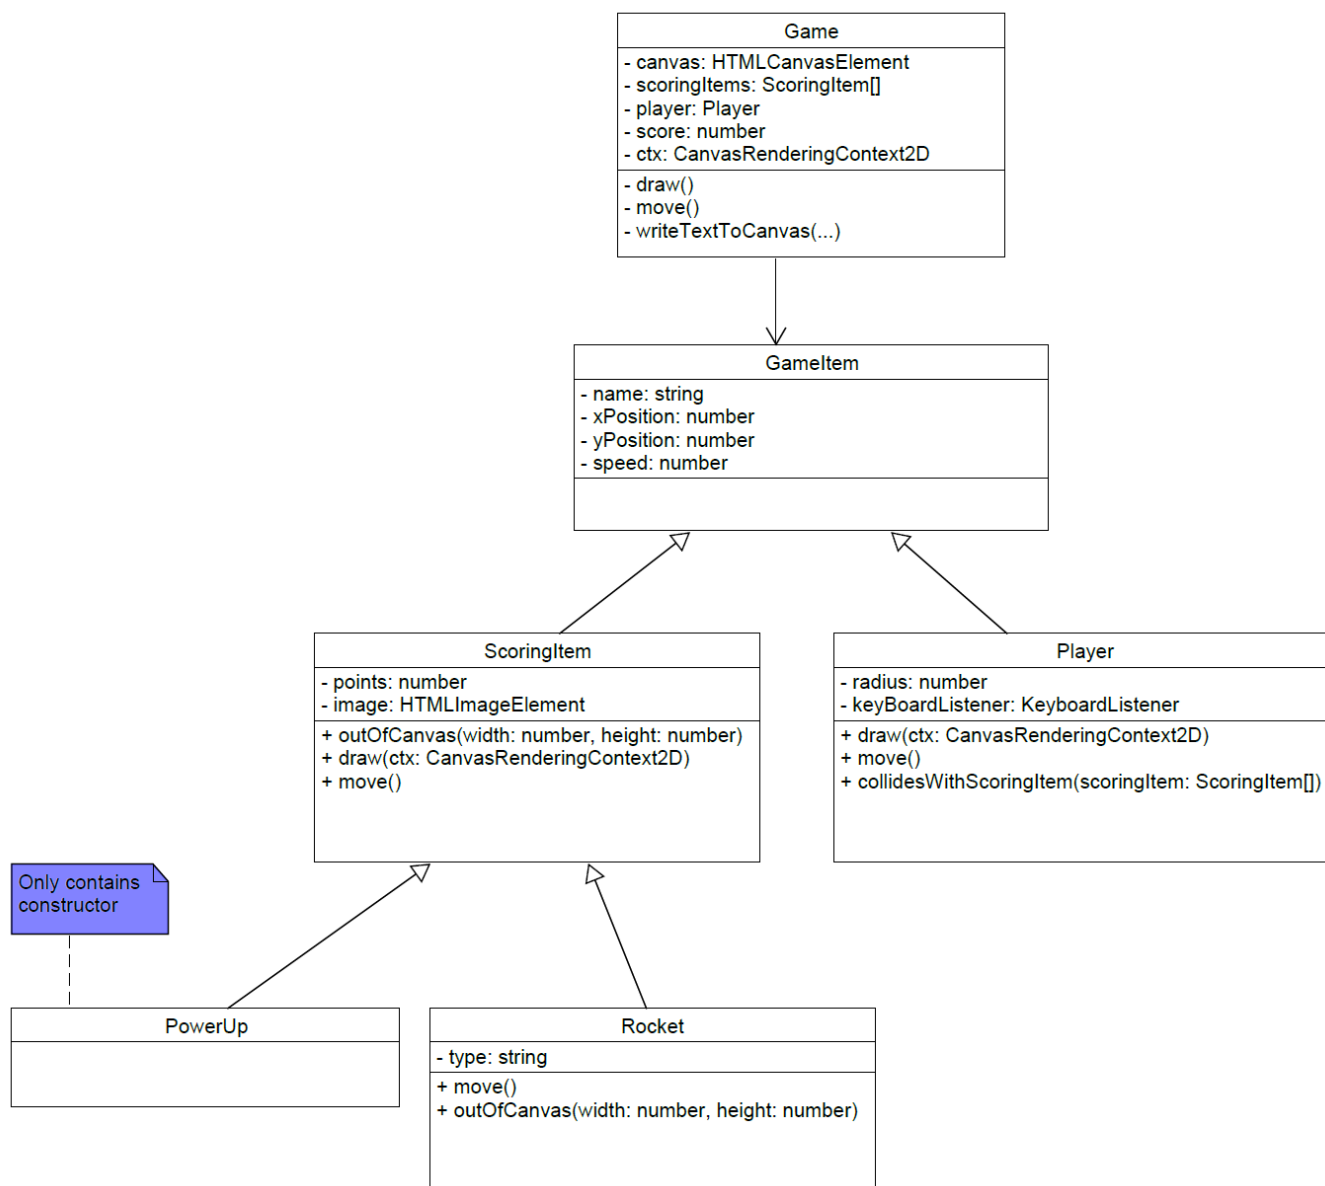 Game
- canvas: HTMLCanvasElement
- scoringItems: ScoringItem[]
- player: Player
- score: number
- ctx: CanvasRenderingContext2D
- draw()
- move()
- writeTextToCanvas(...)
GameItem
- name: string
- xPosition: number
- yPosition: number
- speed: number
ScoringItem
- points: number
- image: HTMLImageElement
+ outOfCanvas(width: number, height: number)
+ draw(ctx: CanvasRenderingContext2D)
+ move()
Player
- radius: number
- keyBoardListener: KeyboardListener
+ draw(ctx: CanvasRenderingContext2D)
+ move()
+ collidesWithScoringItem(scoringItem: ScoringItem[])
Only contains
constructor
PowerUp
Rocket
- type: string
+ move()
+ outOfCanvas(width: number, height: number)